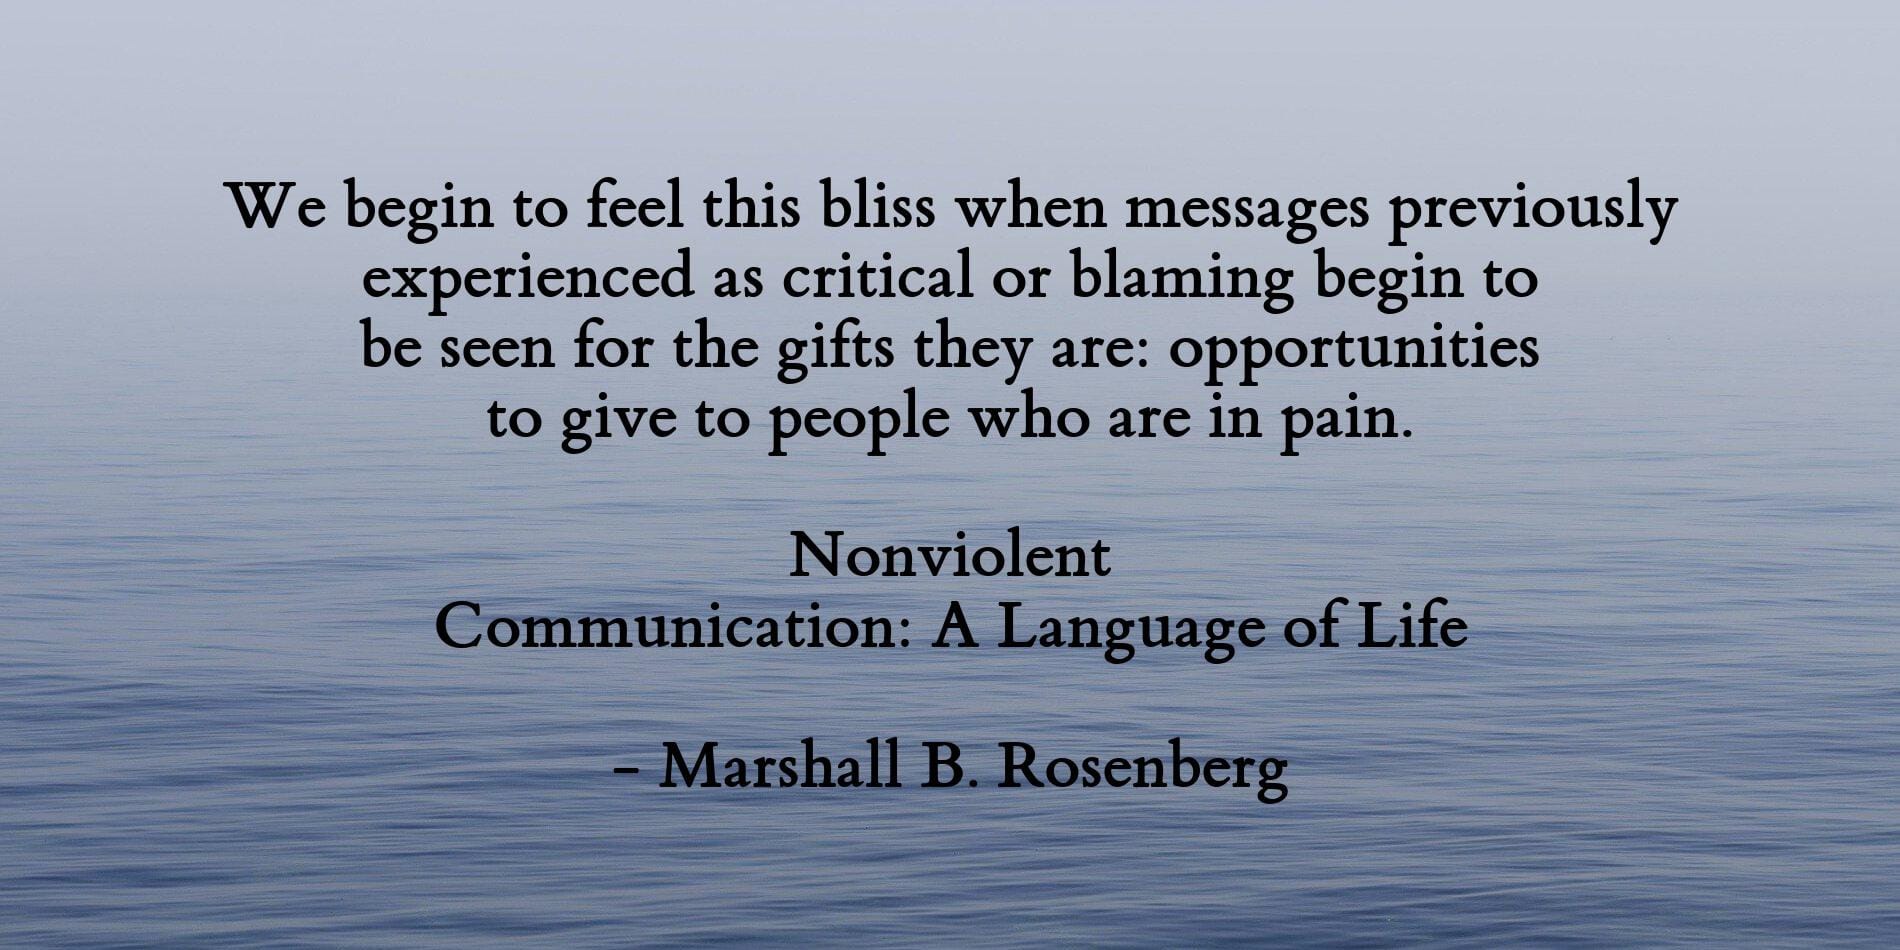 We begin to feel this bliss when messages previously
experienced as critical or blaming begin to
be seen for the gifts they are: opportunities
to give to people who are in pain.
Nonviolent
Communication: A Language of Life
- Marshall B. Rosenberg